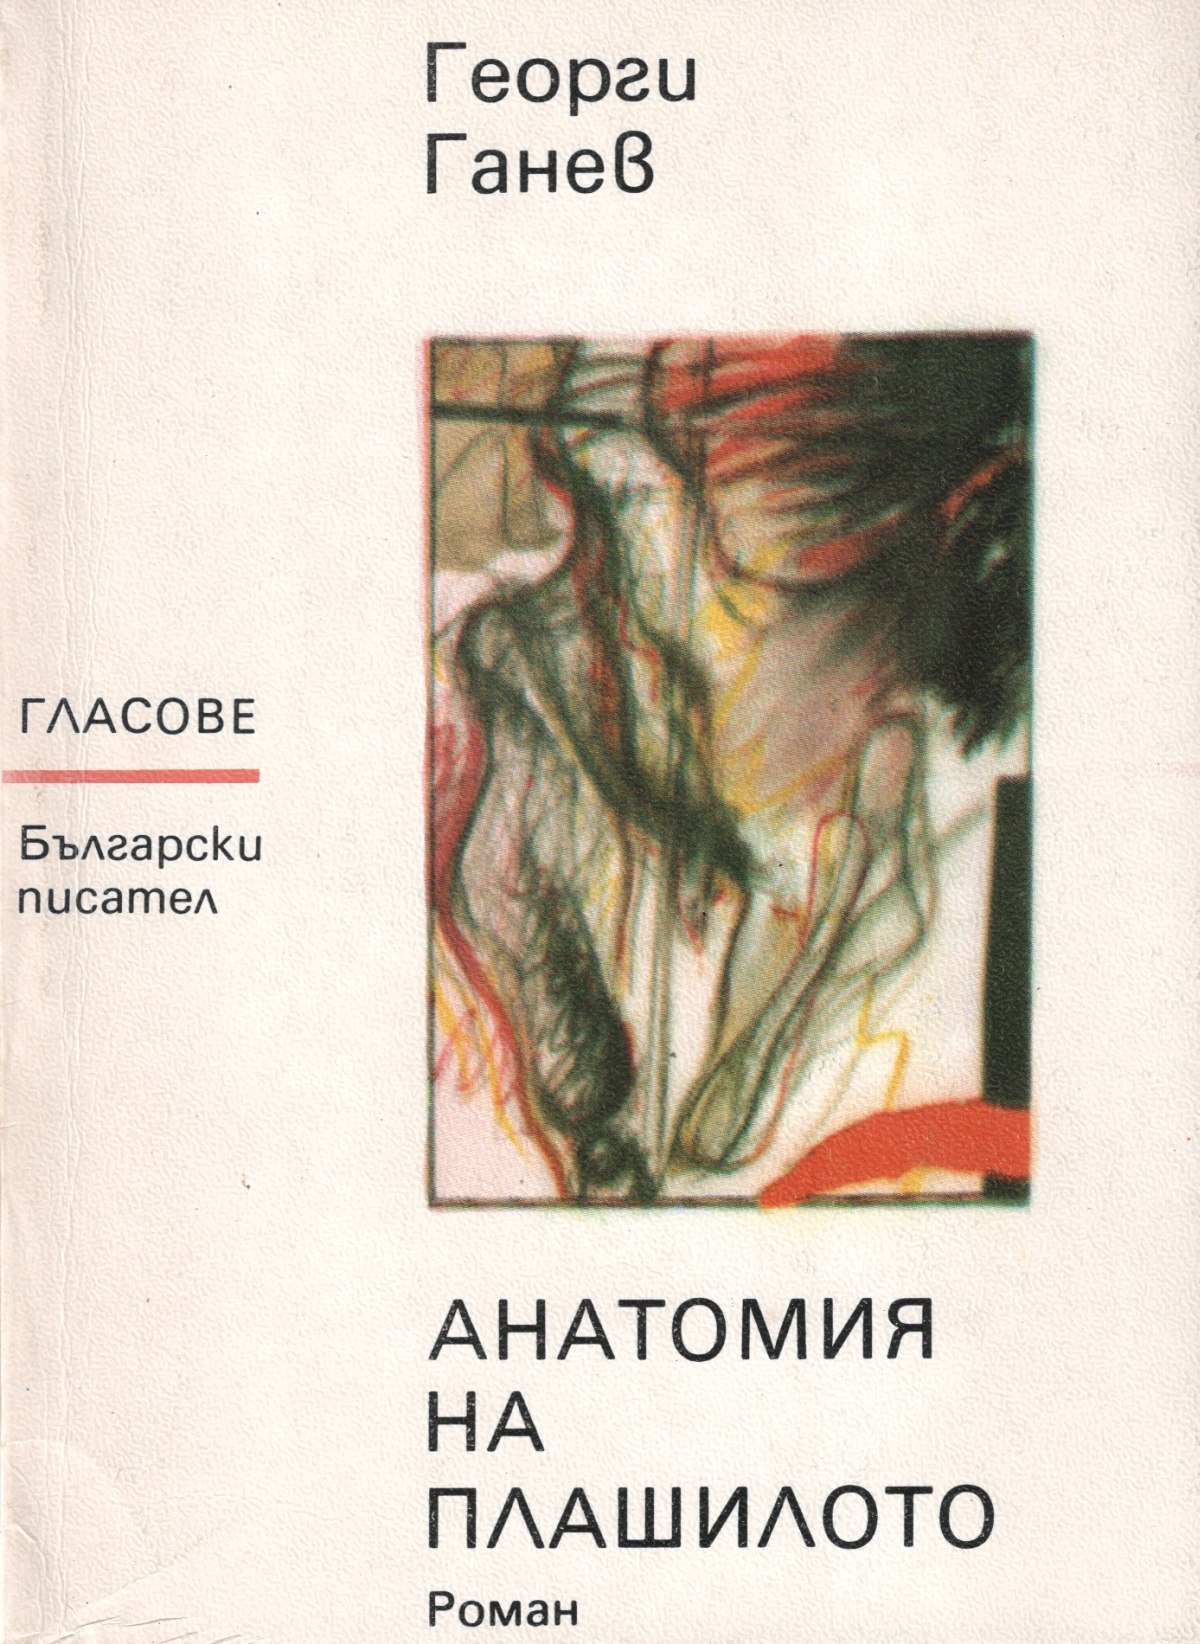 Георги
Ганев
ГЛАСОВЕ
Български
писател
АНАТОМИЯ
НА
ПЛАШИЛОТО
Роман